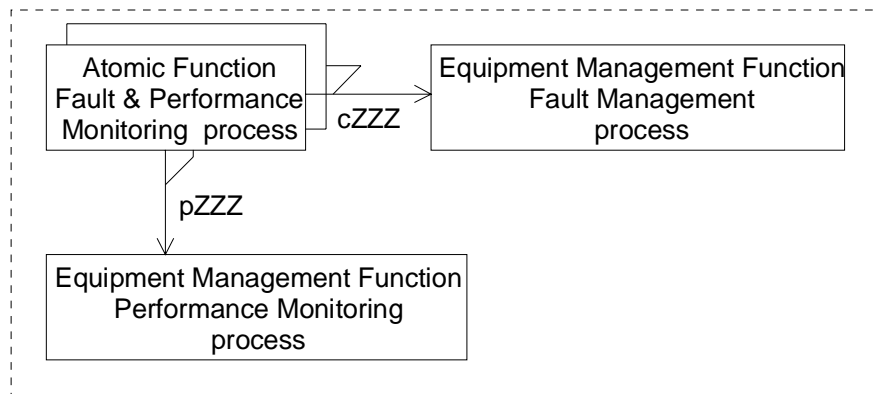 Atomic Function
Fault & Performance
Monitoring process
cZZZ
Equipment Management Function
Fault Management
process
pZZZ
Equipment Management Function
Performance Monitoring
process